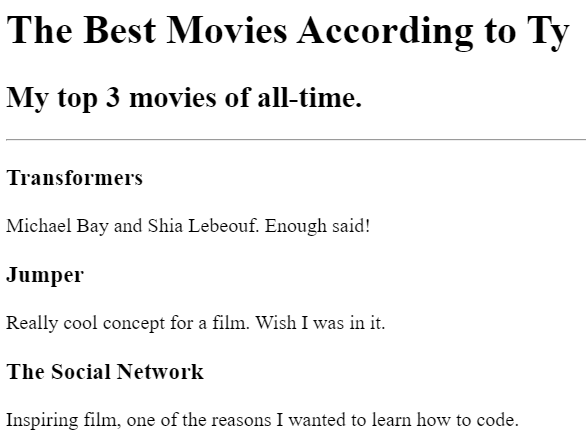 The Best Movies According to Ty
My top 3 movies of all-time.
Transformers
Michael Bay and Shia Lebeouf. Enough said!
Jumper
Really cool concept for a film. Wish I was in it.
The Social Network
Inspiring film, one of the reasons I wanted to learn how to code.